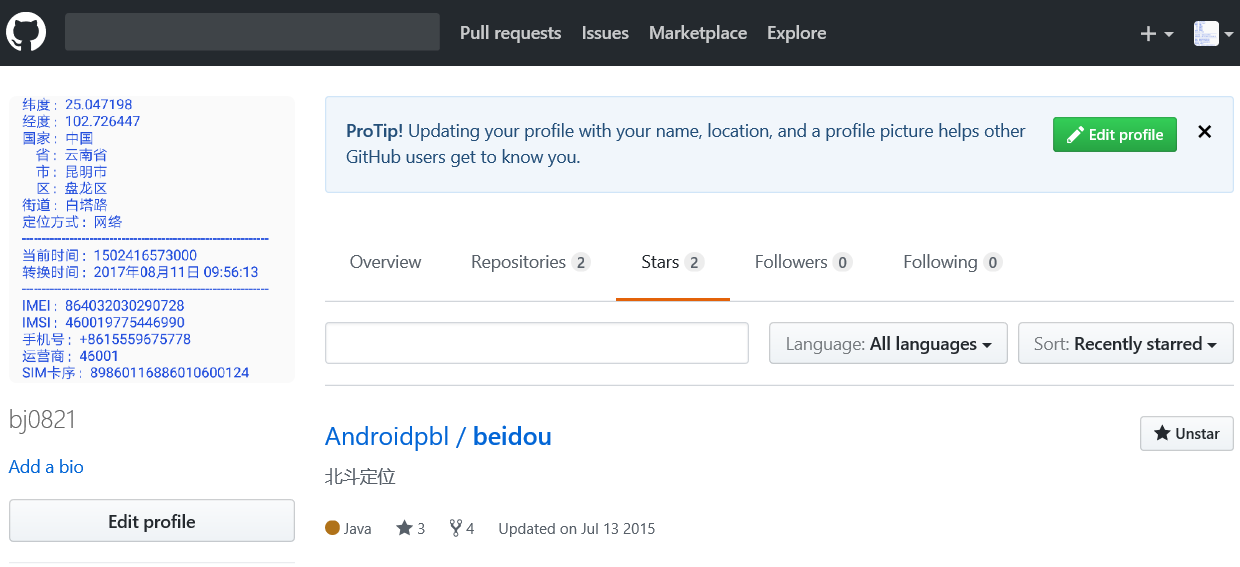 Pull requests Issues Marketplace Explore
纬度：25.047198
经度：102.726447
国家：中国
省：云南省
市：昆明市
区：盘龙区
街道：白塔路
定位方式：网络
当前时间：1502416573000
转换时间：2017年08月11日 09:56:13
IMEI：864032030290728
IMSI：460019775446990
手机号：+8615559675778
运营商：46001
SIM卡序：89860116886010600124
bj0821
Add a bio
Edit profile
ProTip! Updating your profile with your name, location, and a profile picture helps other
GitHub users get to know you.
Edit profile
Overview Repositories 2 Stars 2 Followers 0 Following 0
Language: All languages Sort: Recently starred
Androidpbl / beidou
Unstar
北斗定位
Java 3 4 Updated on Jul 13 2015